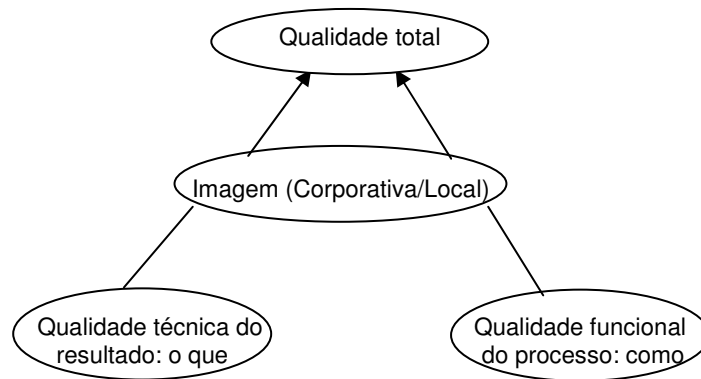 Qualidade total
Imagem (Corporativa/Local)
Qualidade técnica do
resultado: o que
Qualidade funcional
do processo: como